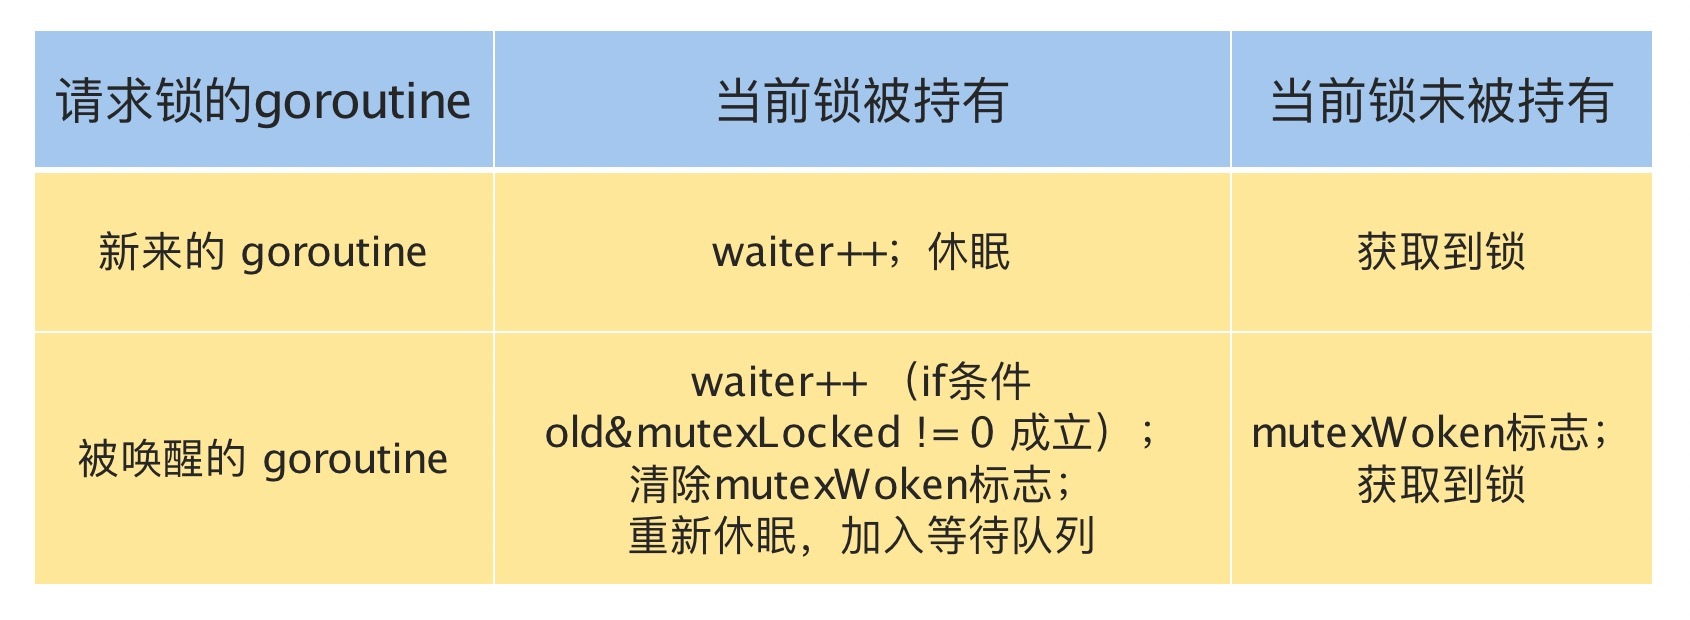 请求锁的goroutine
当前锁被持有
当前锁未被持有
新来的 goroutine
waiter++；休眠
获取到锁
被唤醒的 goroutine
waiter++ （if条件
old&mutexLocked != 0 成立）；
清除mutexWoken标志；
重新休眠，加入等待队列
mutexWoken标志；
获取到锁